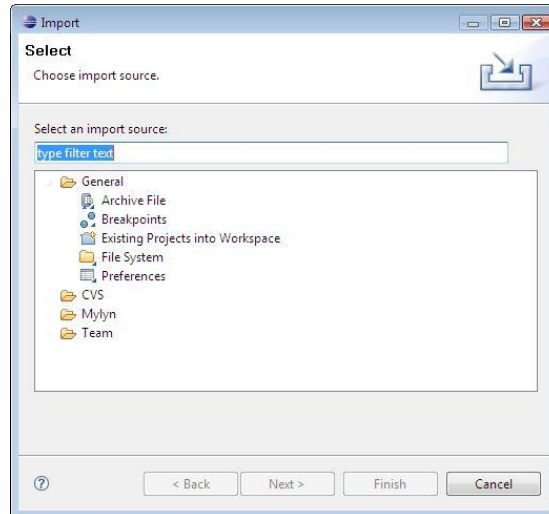 Import
Select
Choose import source.
Select an import source:
type filter text
General
Archive File
Breakpoints
Existing Projects into Workspace
File System
Preferences
CVS
Mylyn
Team
?
< Back Next > Finish Cancel